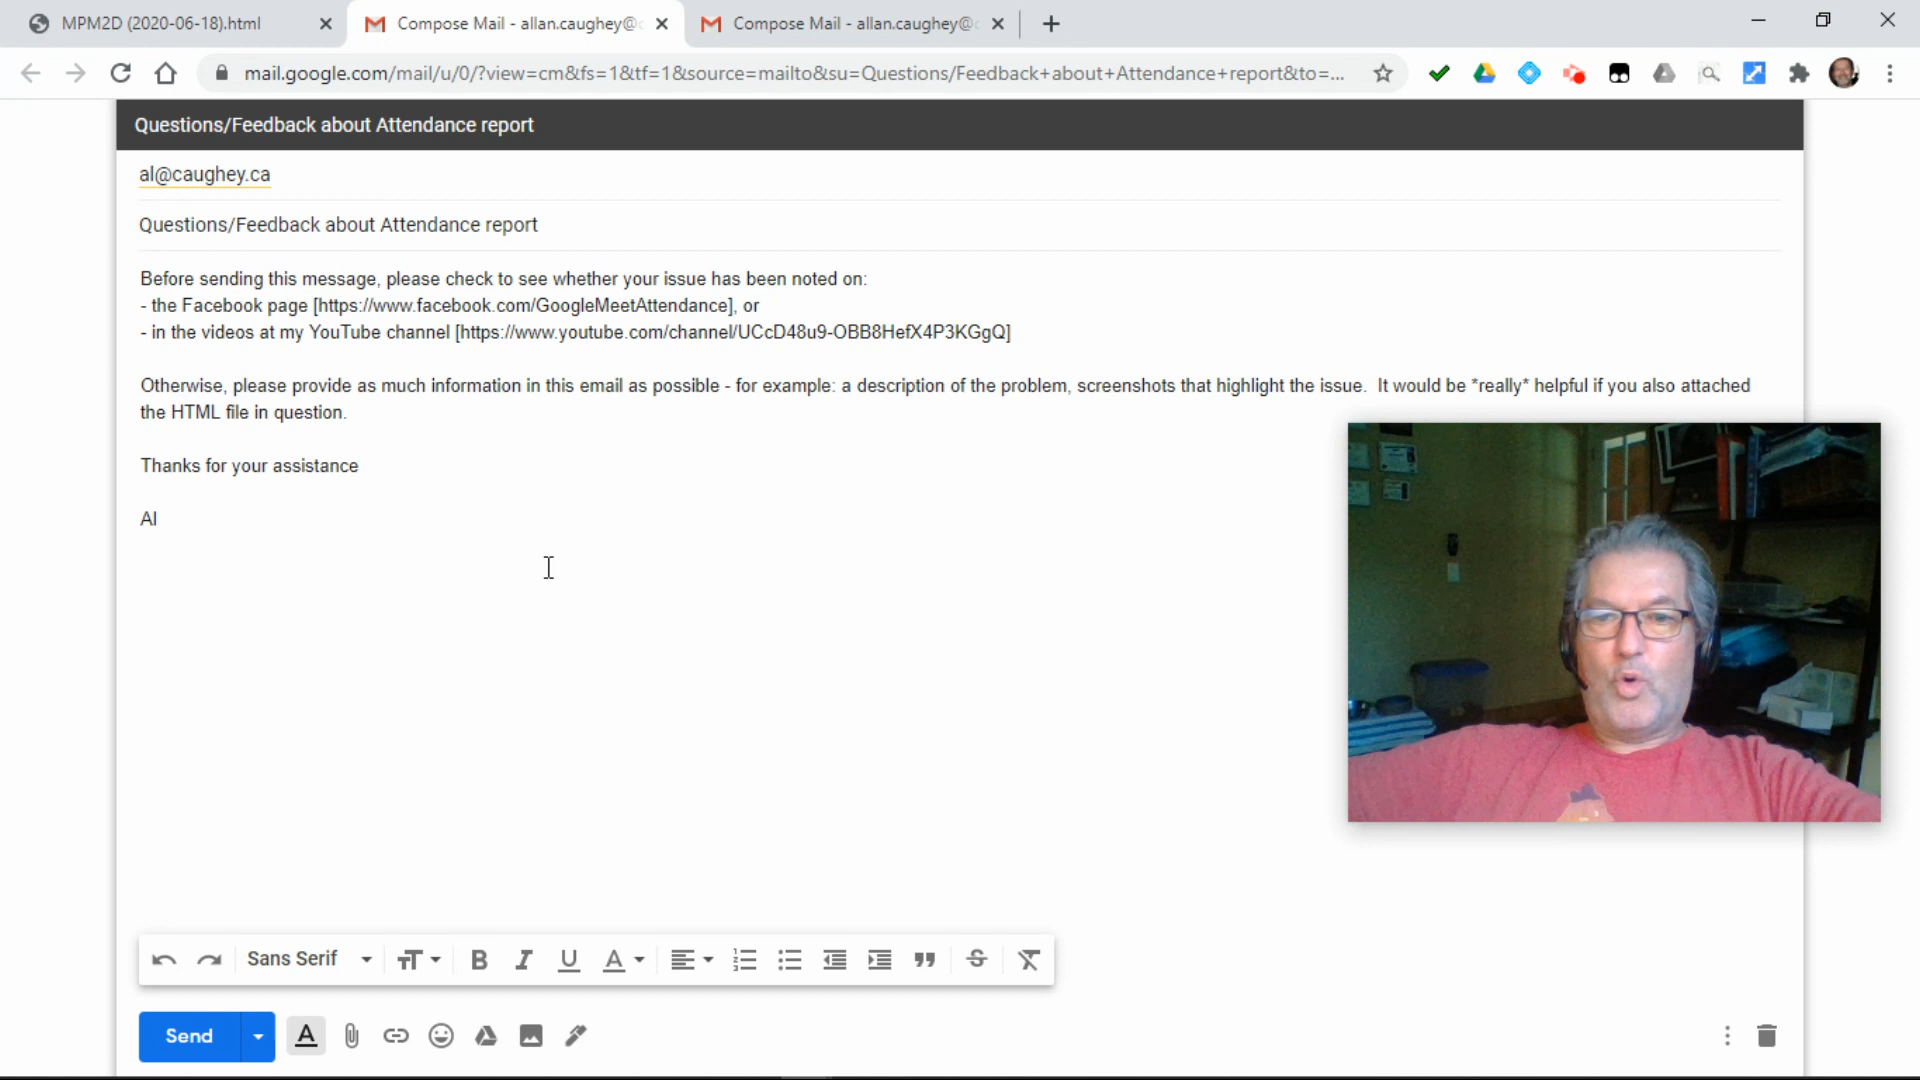 MPM2D (2020-06-18).html
Compose Mail - allan.caughey@
Compose Mail - allan.caughey@
mail.google.com/mail/u/0/?view=cm&fs=1&tf=1&source=mailto&su=Questions/Feedback+about+Attendance+report&to=...
Questions/Feedback about Attendance report
al@caughey.ca
Questions/Feedback about Attendance report
Before sending this message, please check to see whether your issue has been noted on:
- the Facebook page [https://www.facebook.com/GoogleMeetAttendance], or
- in the videos at my YouTube channel [https://www.youtube.com/channel/UCcD48u9-OBB8HefX4P3KGgQ]
Otherwise, please provide as much information in this email as possible - for example: a description of the problem, screenshots that highlight the issue.  It would be *really* helpful if you also attached
the HTML file in question.
Thanks for your assistance
Al
Sans Serif
Send